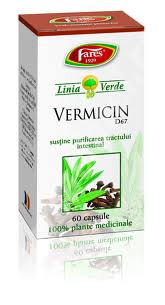 Fares
1929
Linia Verde
VERMICIN
D67
susține purificarea tractului
intestinal
60 capsule
100% plante medicinale